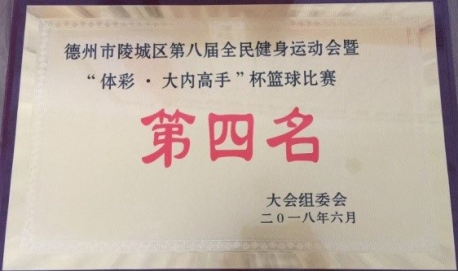 德州市陵城区第八届全民健身运动会暨
“体彩·大内高手”杯篮球比赛
第四名
大会组委会
二〇一八年六月